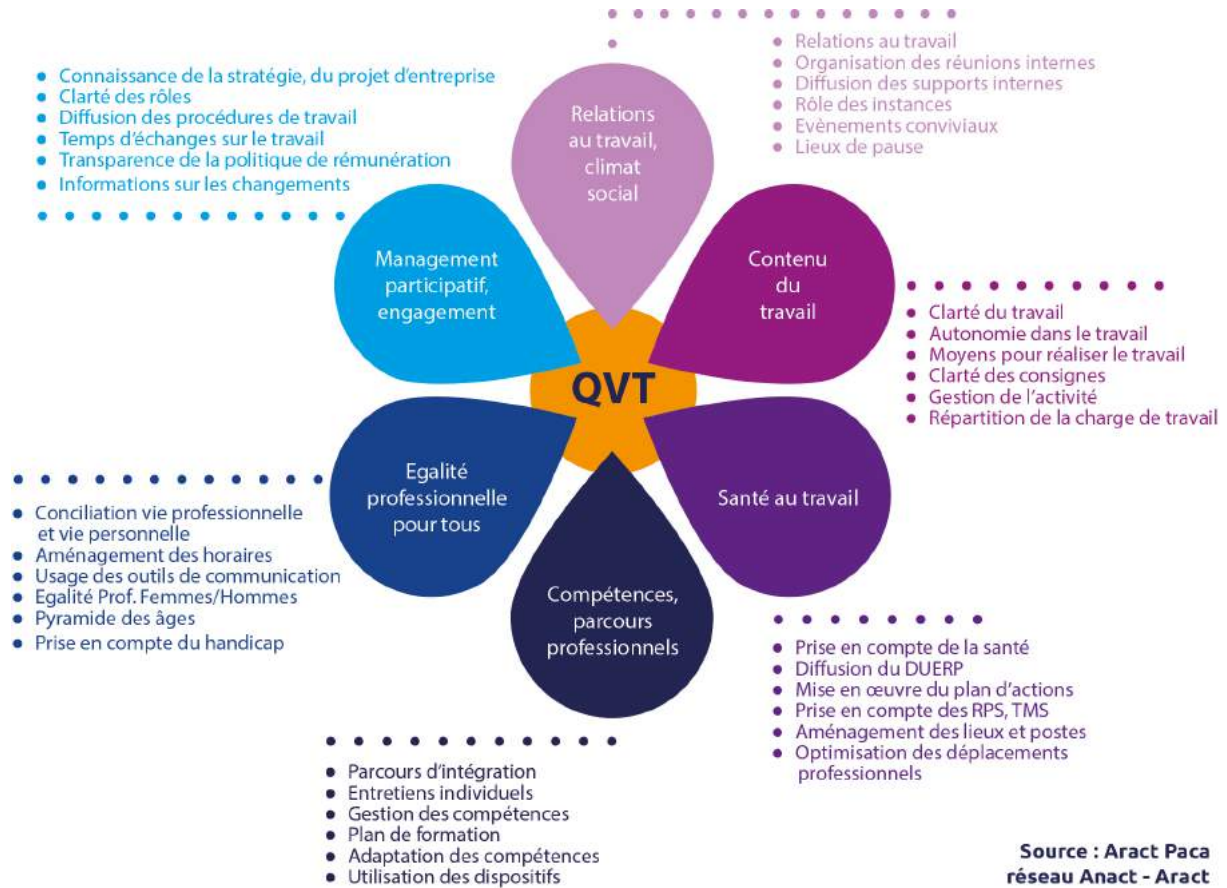 Relations au travail
Organisation des réunions internes
Diffusion des supports internes
Rôle des instances
Evènements conviviaux
Lieux de pause
Connaissance de la stratégie, du projet d'entreprise
Clarté des rôles
Diffusion des procédures de travail
Temps d'échanges sur le travail
Transparence de la politique de rémunération
Informations sur les changements
Relations
au travail,
climat
social
Management
participatif,
engagement
Contenu
du
travail
Clarté du travail
Autonomie dans le travail
Moyens pour réaliser le travail
Clarté des consignes
Gestion de l'activité
Répartition de la charge de travail
QVT
Egalité
professionnelle
pour tous
Santé au travail
Conciliation vie professionnelle
et vie personnelle
Aménagement des horaires
Usage des outils de communication
Egalité Prof. Femmes/Hommes
Pyramide des âges
Prise en compte du handicap
Compétences,
parcours
professionnels
Prise en compte de la santé
Diffusion du DUERP
Mise en œuvre du plan d'actions
Prise en compte des RPS, TMS
Aménagement des lieux et postes
Optimisation des déplacements
professionnels
Parcours d'intégration
Entretiens individuels
Gestion des compétences
Plan de formation
Adaptation des compétences
Utilisation des dispositifs
Source : Aract Paca
réseau Anact - Aract